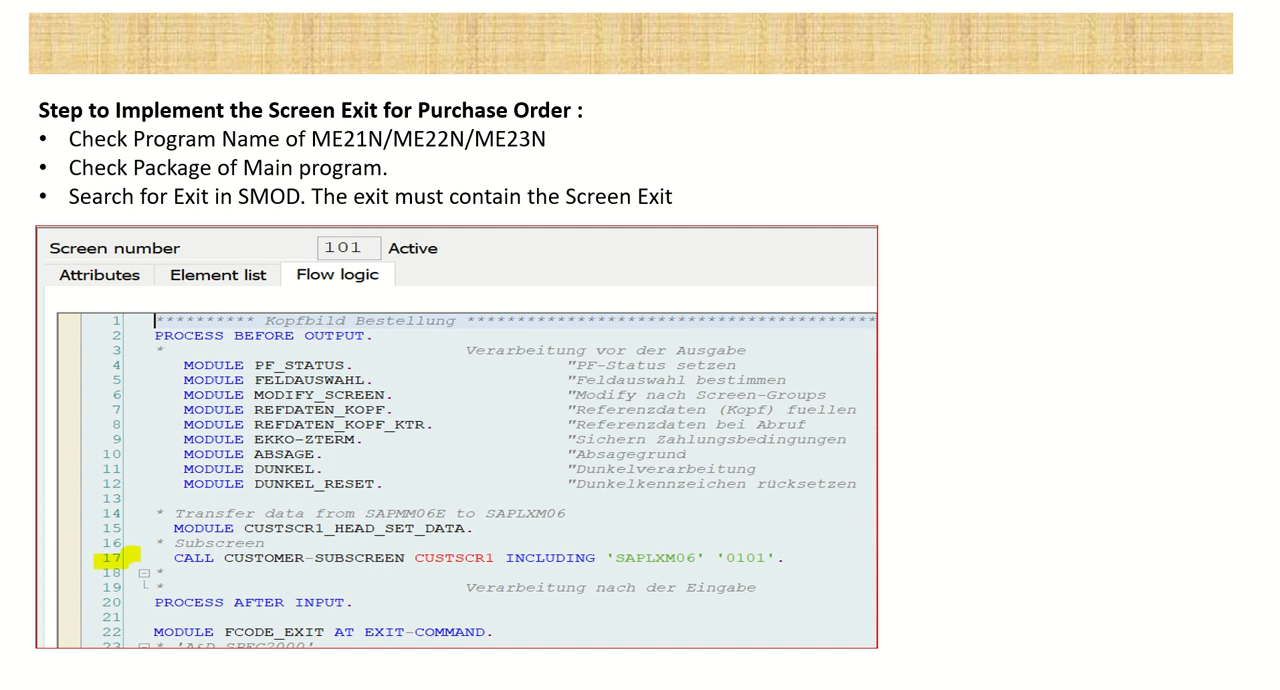 Step to Implement the Screen Exit for Purchase Order :
• Check Program Name of ME21N/ME22N/ME23N
• Check Package of Main program.
• Search for Exit in SMOD. The exit must contain the Screen Exit
Screen number 101 Active
Attributes Element list Flow logic
1 ********** Kopfbild Bestellung *****************************************
2 PROCESS BEFORE OUTPUT.
3 * Verarbeitung vor der Ausgabe
4 MODULE PF_STATUS. "PF-Status setzen
5 MODULE FELDAUSWAHL. "Feldauswahl bestimmen
6 MODULE MODIFY_SCREEN. "Modify nach Screen-Groups
7 MODULE REFDATEN_KOPF. "Referenzdaten (Kopf) fuellen
8 MODULE REFDATEN_KOPF_KTR. "Referenzdaten bei Abruf
9 MODULE EKKO-ZTERM. "Sichern Zahlungsbedingungen
10 MODULE ABSAGE. "Absagegrund
11 MODULE DUNKEL. "Dunkelverarbeitung
12 MODULE DUNKEL_RESET. "Dunkelkennzeichen rücksetzen
13
14 * Transfer data from SAPMM06E to SAPLXM06
15 MODULE CUSTSCR1_HEAD_SET_DATA.
16 * Subscreen
17 CALL CUSTOMER-SUBSCREEN CUSTSCR1 INCLUDING 'SAPLXM06' '0101'.
18 *
19 * Verarbeitung nach der Eingabe
20 PROCESS AFTER INPUT.
21
22 MODULE FCODE_EXIT AT EXIT-COMMAND.
23 * 'A&D SPEC2000'